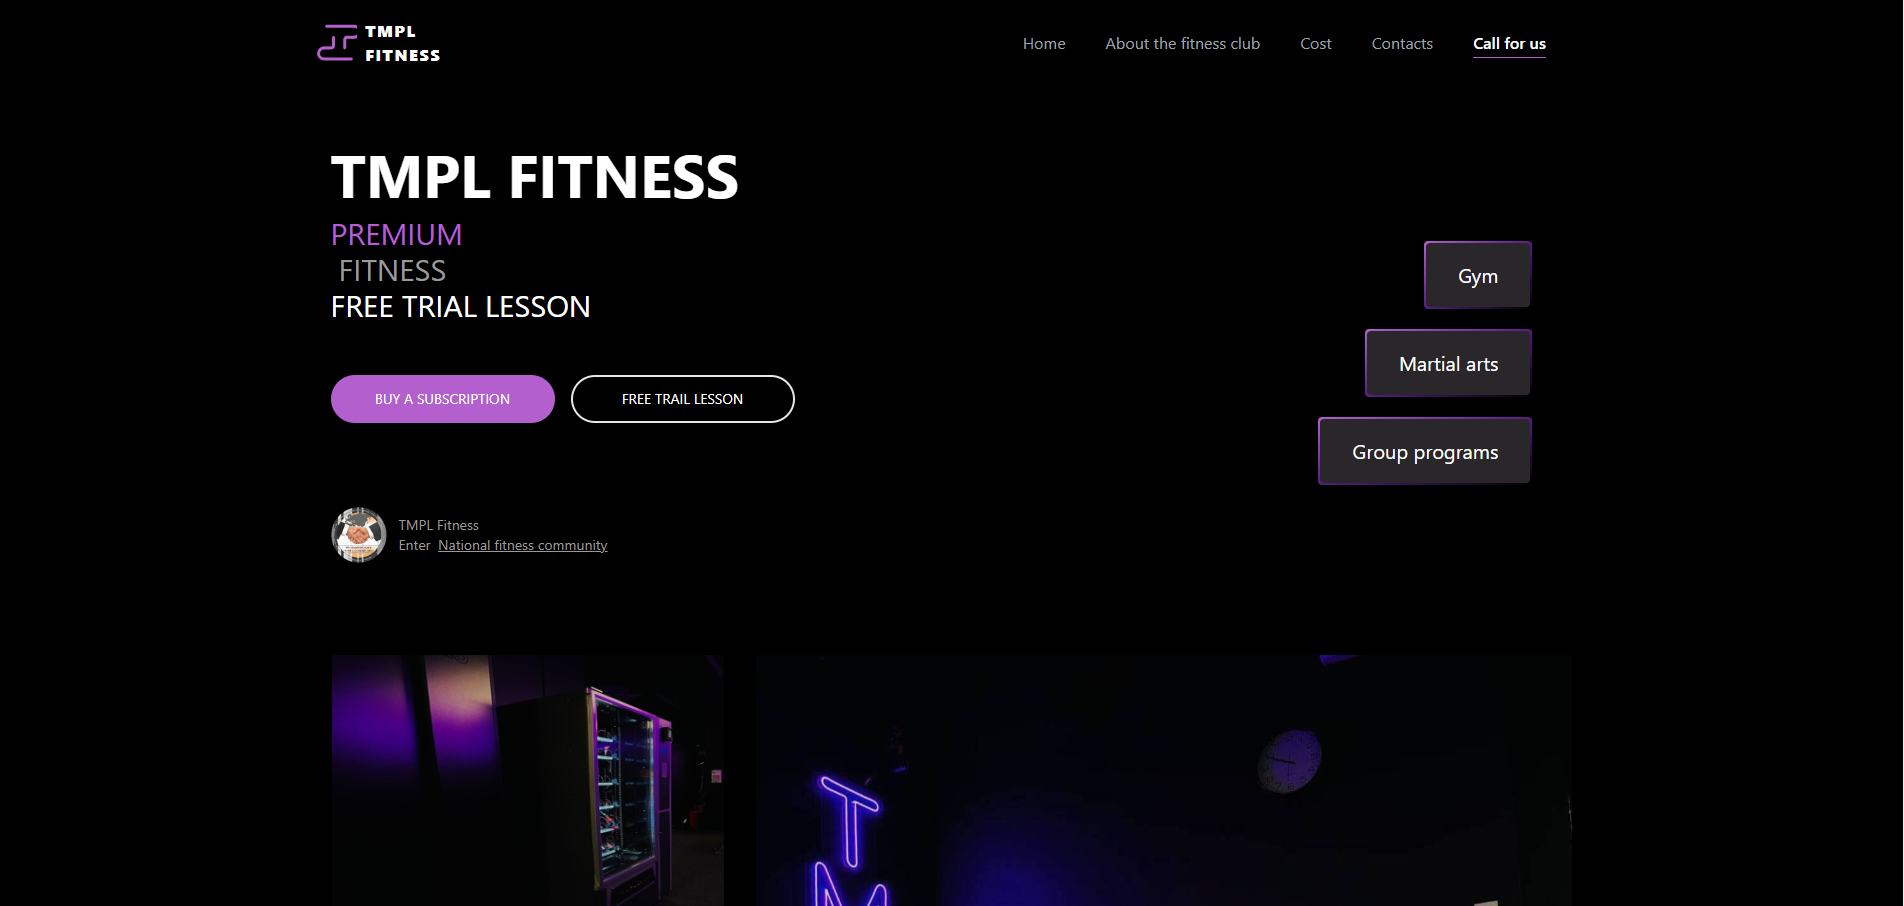 TMPL
FITNESS
Home
About the fitness club
Cost
Contacts
Call for us
TMPL FITNESS
PREMIUM
FITNESS
FREE TRIAL LESSON
Gym
Martial arts
Group programs
BUY A SUBSCRIPTION
FREE TRAIL LESSON
TMPL Fitness
Enter National fitness community
T
M